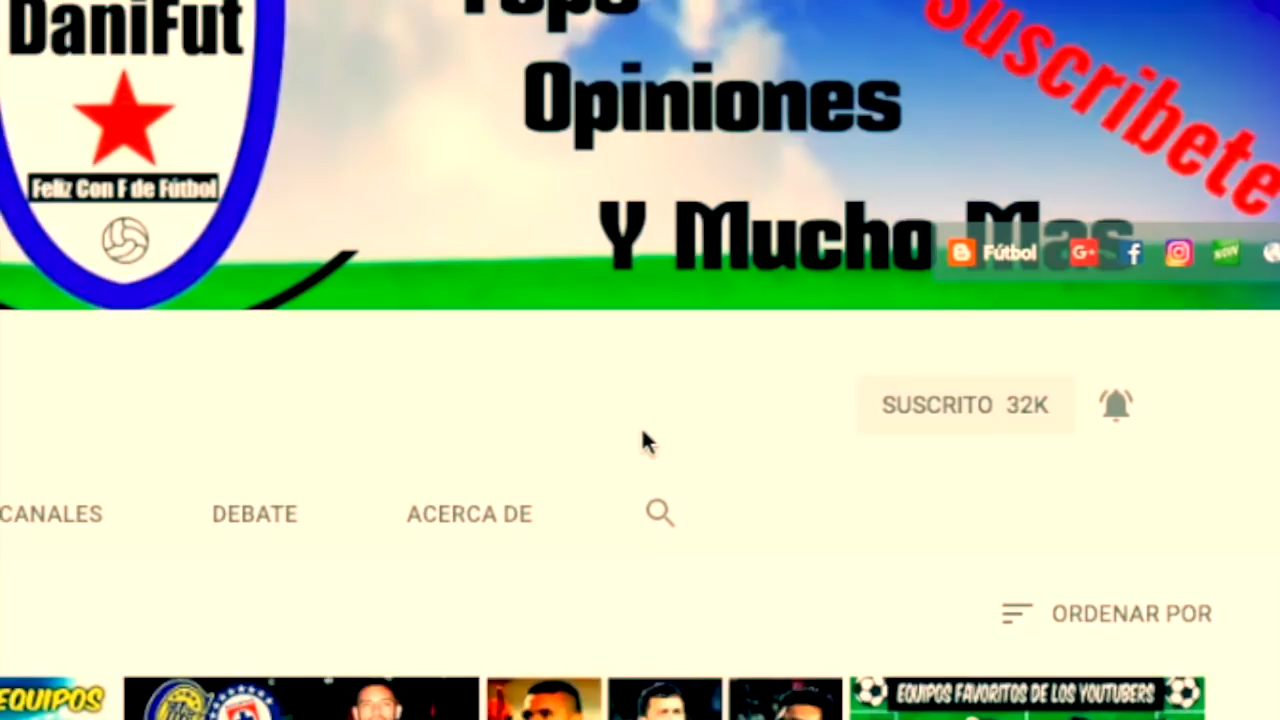 DaniFut
Feliz Con F de Fútbol
Tops
Opiniones
Y Mucho Mas
Suscribete
Fútbol
SUSCRITO 32K
CANALES
DEBATE
ACERCA DE
ORDENAR POR
EQUIPOS
EQUIPOS FAVORITOS DE LOS YOUTUBERS